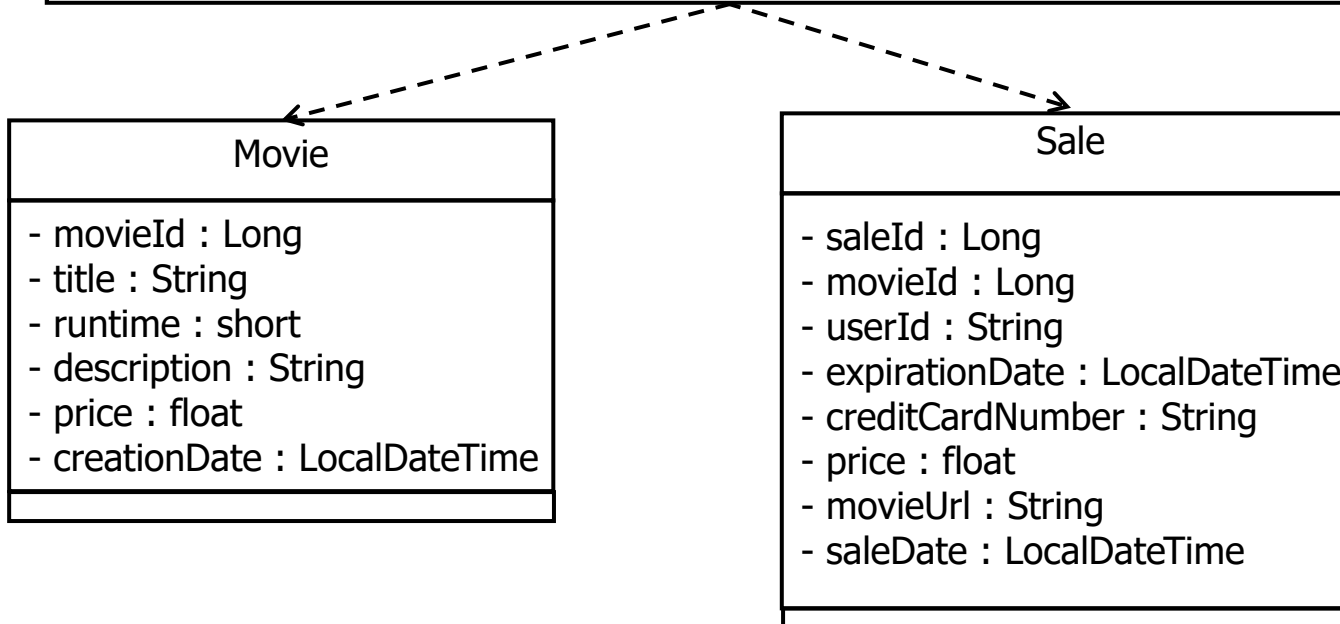 Movie
- movieId : Long
- title : String
- runtime : short
- description : String
- price : float
- creationDate : LocalDateTime
Sale
- saleId : Long
- movieId : Long
- userId : String
- expirationDate : LocalDateTime
- creditCardNumber : String
- price : float
- movieUrl : String
- saleDate : LocalDateTime